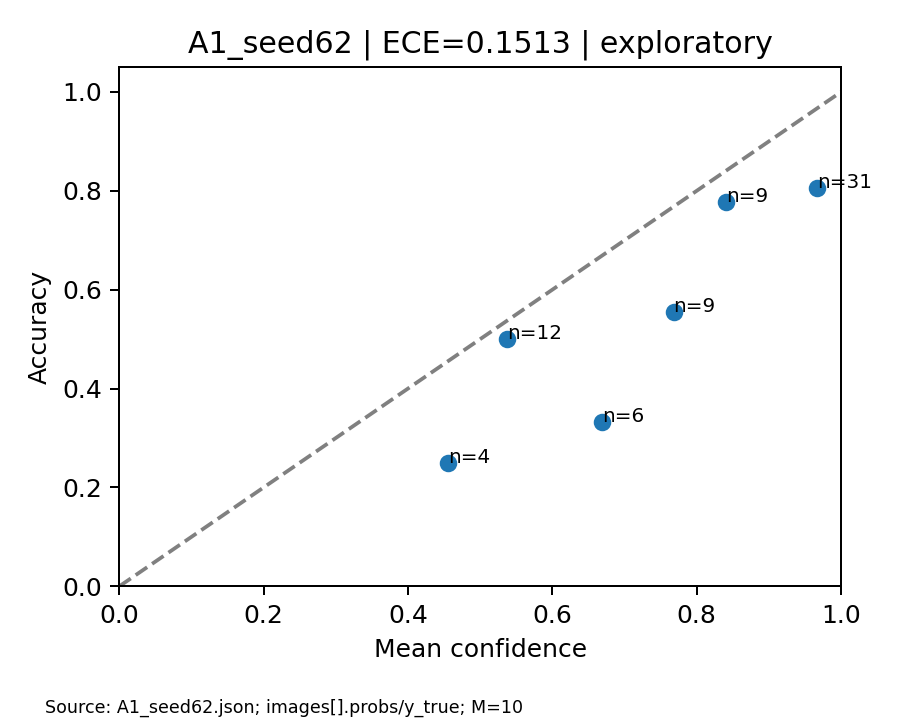 A1_seed62 | ECE=0.1513 | exploratory
1.0
0.8
0.6
0.4
0.2
0.0
Accuracy
n=31
n=9
n=9
n=12
n=6
n=4
0.0 0.2 0.4 0.6 0.8 1.0
Mean confidence
Source: A1_seed62.json; images[].probs/y_true; M=10